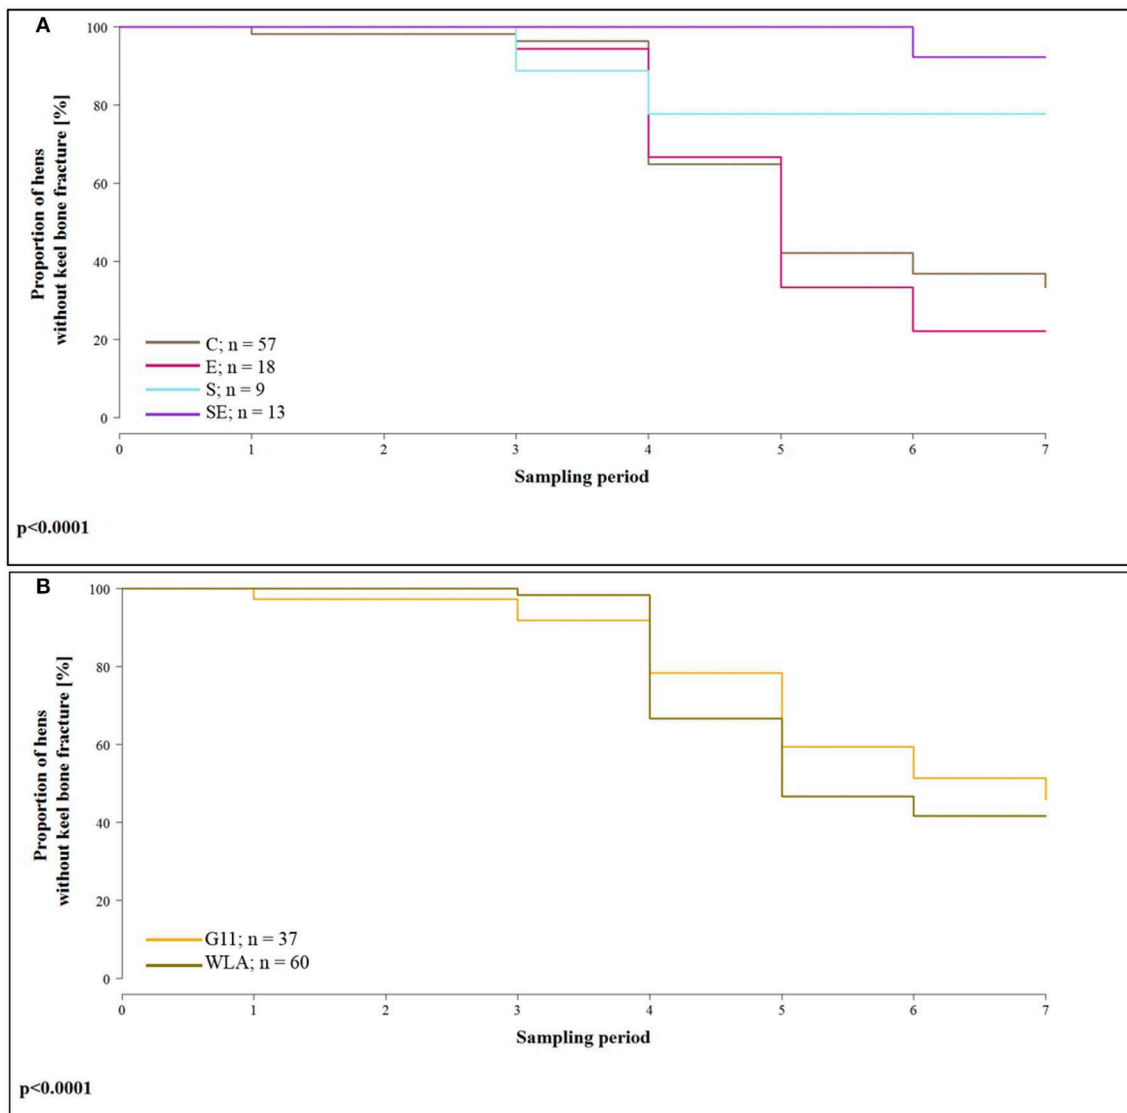 A
Proportion of hens
without keel bone fracture [%]
100
80
60
40
20
0
C; n = 57
E; n = 18
S; n = 9
SE; n = 13
0 1 2 3 4 5 6 7
Sampling period
p<0.0001
B
Proportion of hens
without keel bone fracture [%]
100
80
60
40
20
0
G11; n = 37
WLA; n = 60
0 1 2 3 4 5 6 7
Sampling period
p<0.0001